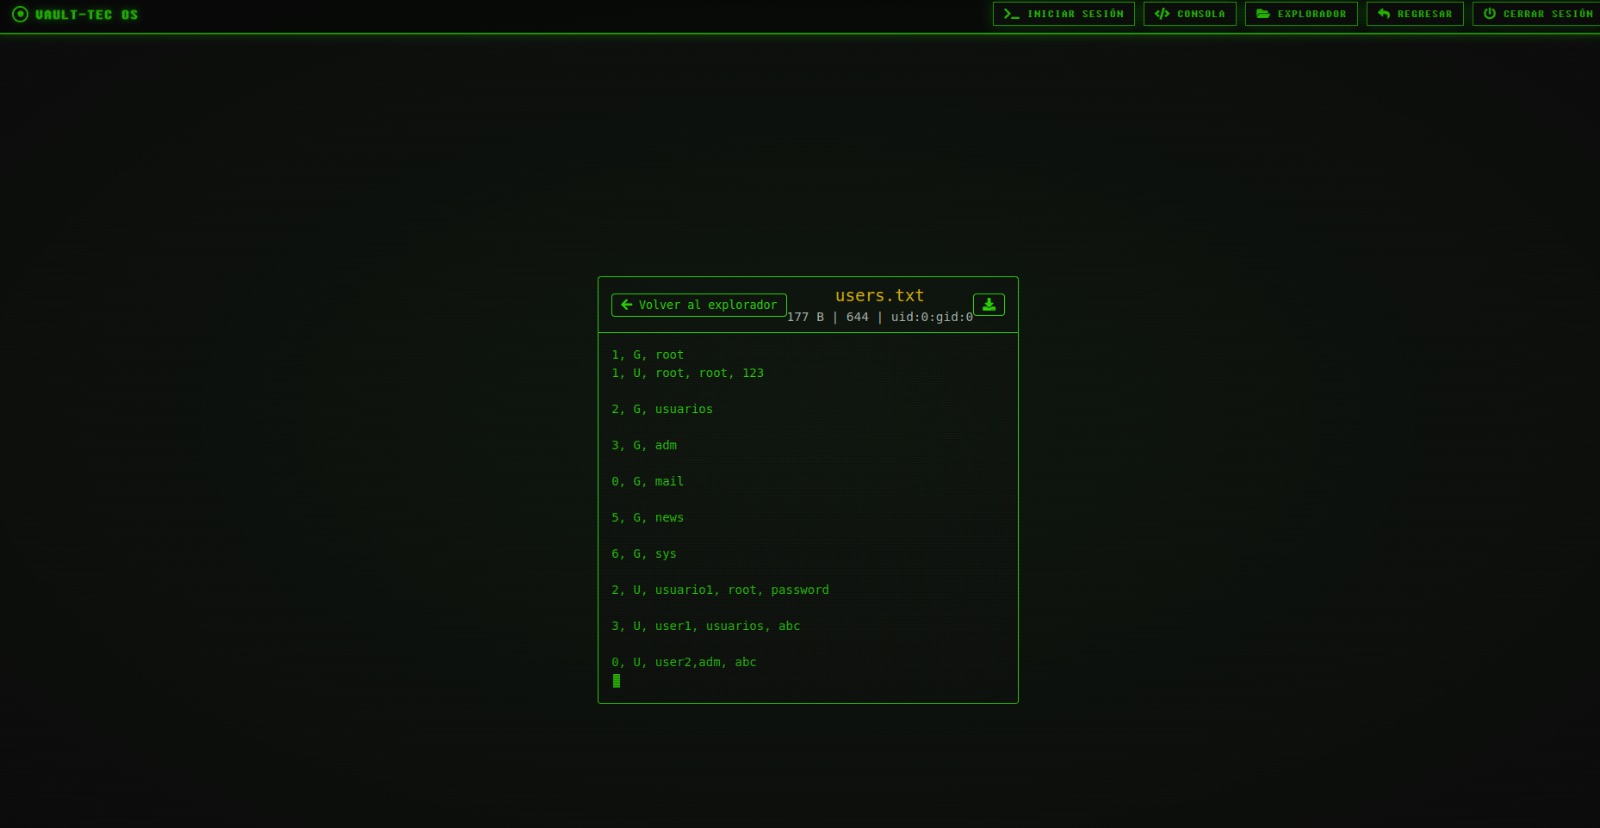 VAULT-TEC OS
INICIAR SESIÓN
CONSOLA
EXPLORADOR
REGRESAR
CERRAR SESIÓN
Volver al explorador
users.txt
177 B | 644 | uid:0:gid:0
1, G, root
1, U, root, root, 123
2, G, usuarios
3, G, adm
0, G, mail
5, G, news
6, G, sys
2, U, usuario1, root, password
3, U, user1, usuarios, abc
0, U, user2,adm, abc